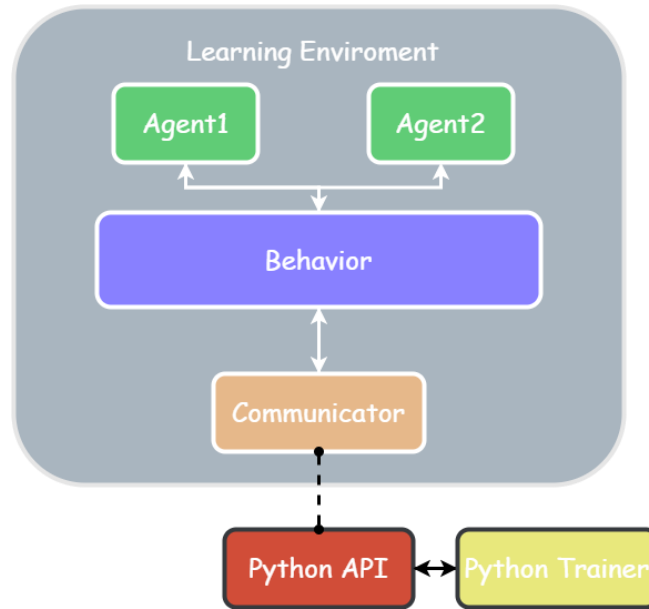 Learning Enviroment
Agent1
Agent2
Behavior
Communicator
Python API
Python Trainer